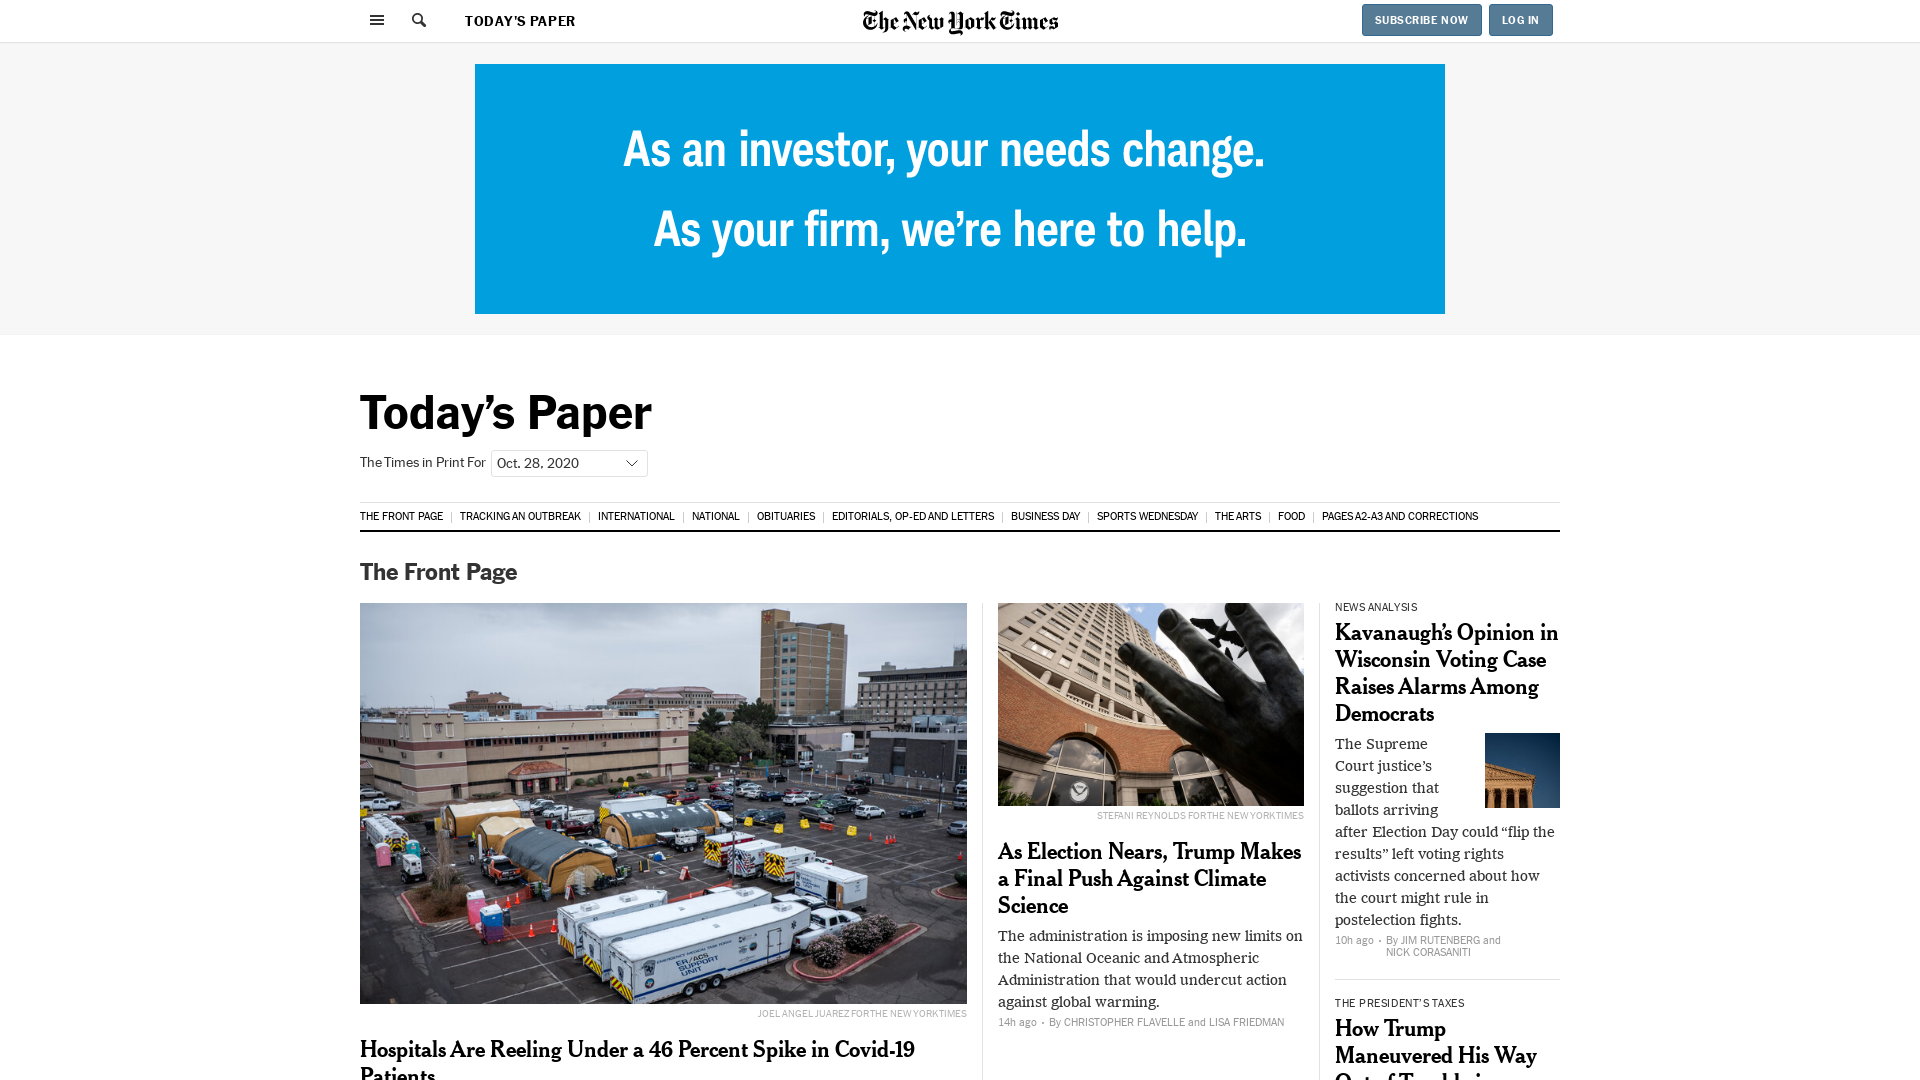 TODAY'S PAPER
The New York Times
SUBSCRIBE NOW
LOG IN
As an investor, your needs change.
As your firm, we’re here to help.
Today’s Paper
The Times in Print For
Oct. 28, 2020
THE FRONT PAGE
TRACKING AN OUTBREAK
INTERNATIONAL
NATIONAL
OBITUARIES
EDITORIALS, OP-ED AND LETTERS
BUSINESS DAY
SPORTS WEDNESDAY
THE ARTS
FOOD
PAGES A2-A3 AND CORRECTIONS
The Front Page
ER/ACS
SUPPORT
UNIT
JOEL ANGEL JUAREZ FOR THE NEW YORK TIMES
Hospitals Are Reeling Under a 46 Percent Spike in Covid-19
Patients
STEFANI REYNOLDS FOR THE NEW YORK TIMES
As Election Nears, Trump Makes
a Final Push Against Climate
Science
The administration is imposing new limits on
the National Oceanic and Atmospheric
Administration that would undercut action
against global warming.
14h ago • By CHRISTOPHER FLAVELLE and LISA FRIEDMAN
NEWS ANALYSIS
Kavanaugh’s Opinion in
Wisconsin Voting Case
Raises Alarms Among
Democrats
The Supreme
Court justice’s
suggestion that
ballots arriving
after Election Day could “flip the
results” left voting rights
activists concerned about how
the court might rule in
postelection fights.
10h ago • By JIM RUTENBERG and
NICK CORASANITI
THE PRESIDENT’S TAXES
How Trump
Maneuvered His Way
Out of Trouble in